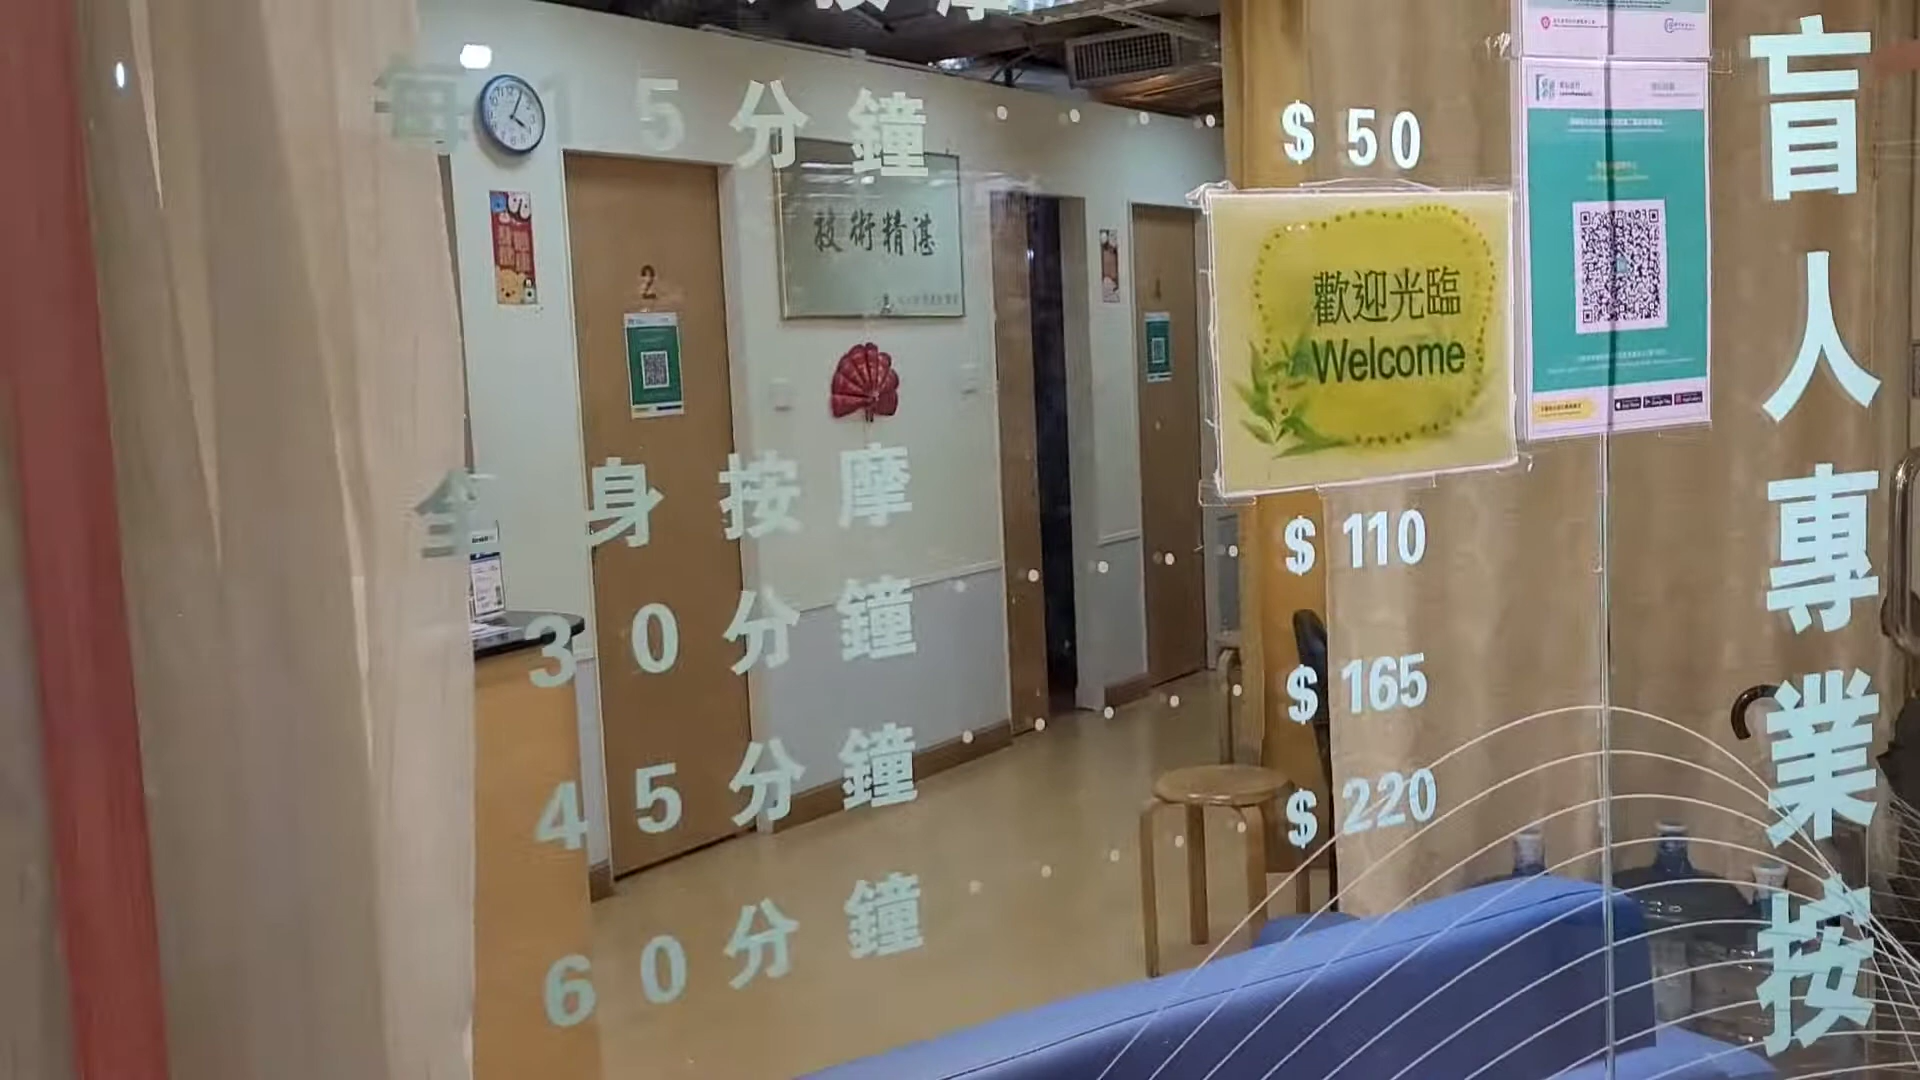 按摩
每15分鐘 $50
全身按摩
30分鐘 $110
45分鐘 $165
60分鐘 $220
歡迎光臨
Welcome
技術精湛
2
盲人專業按